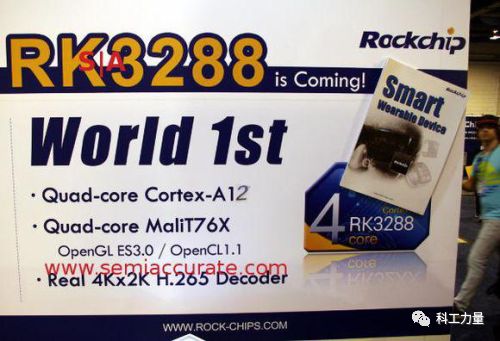 Rockchip
RK3288 is Coming!
S|A
World 1st
Rockchip
Smart
Wearable Device
· Quad-core Cortex-A12
· Quad-core MaliT76X
OpenGL ES3.0 / OpenCL1.1
4 RK3288
core
www.semiaccurate.com
· Real 4Kx2K H.265 Decoder
WWW.ROCK-CHIPS.COM
科工力量